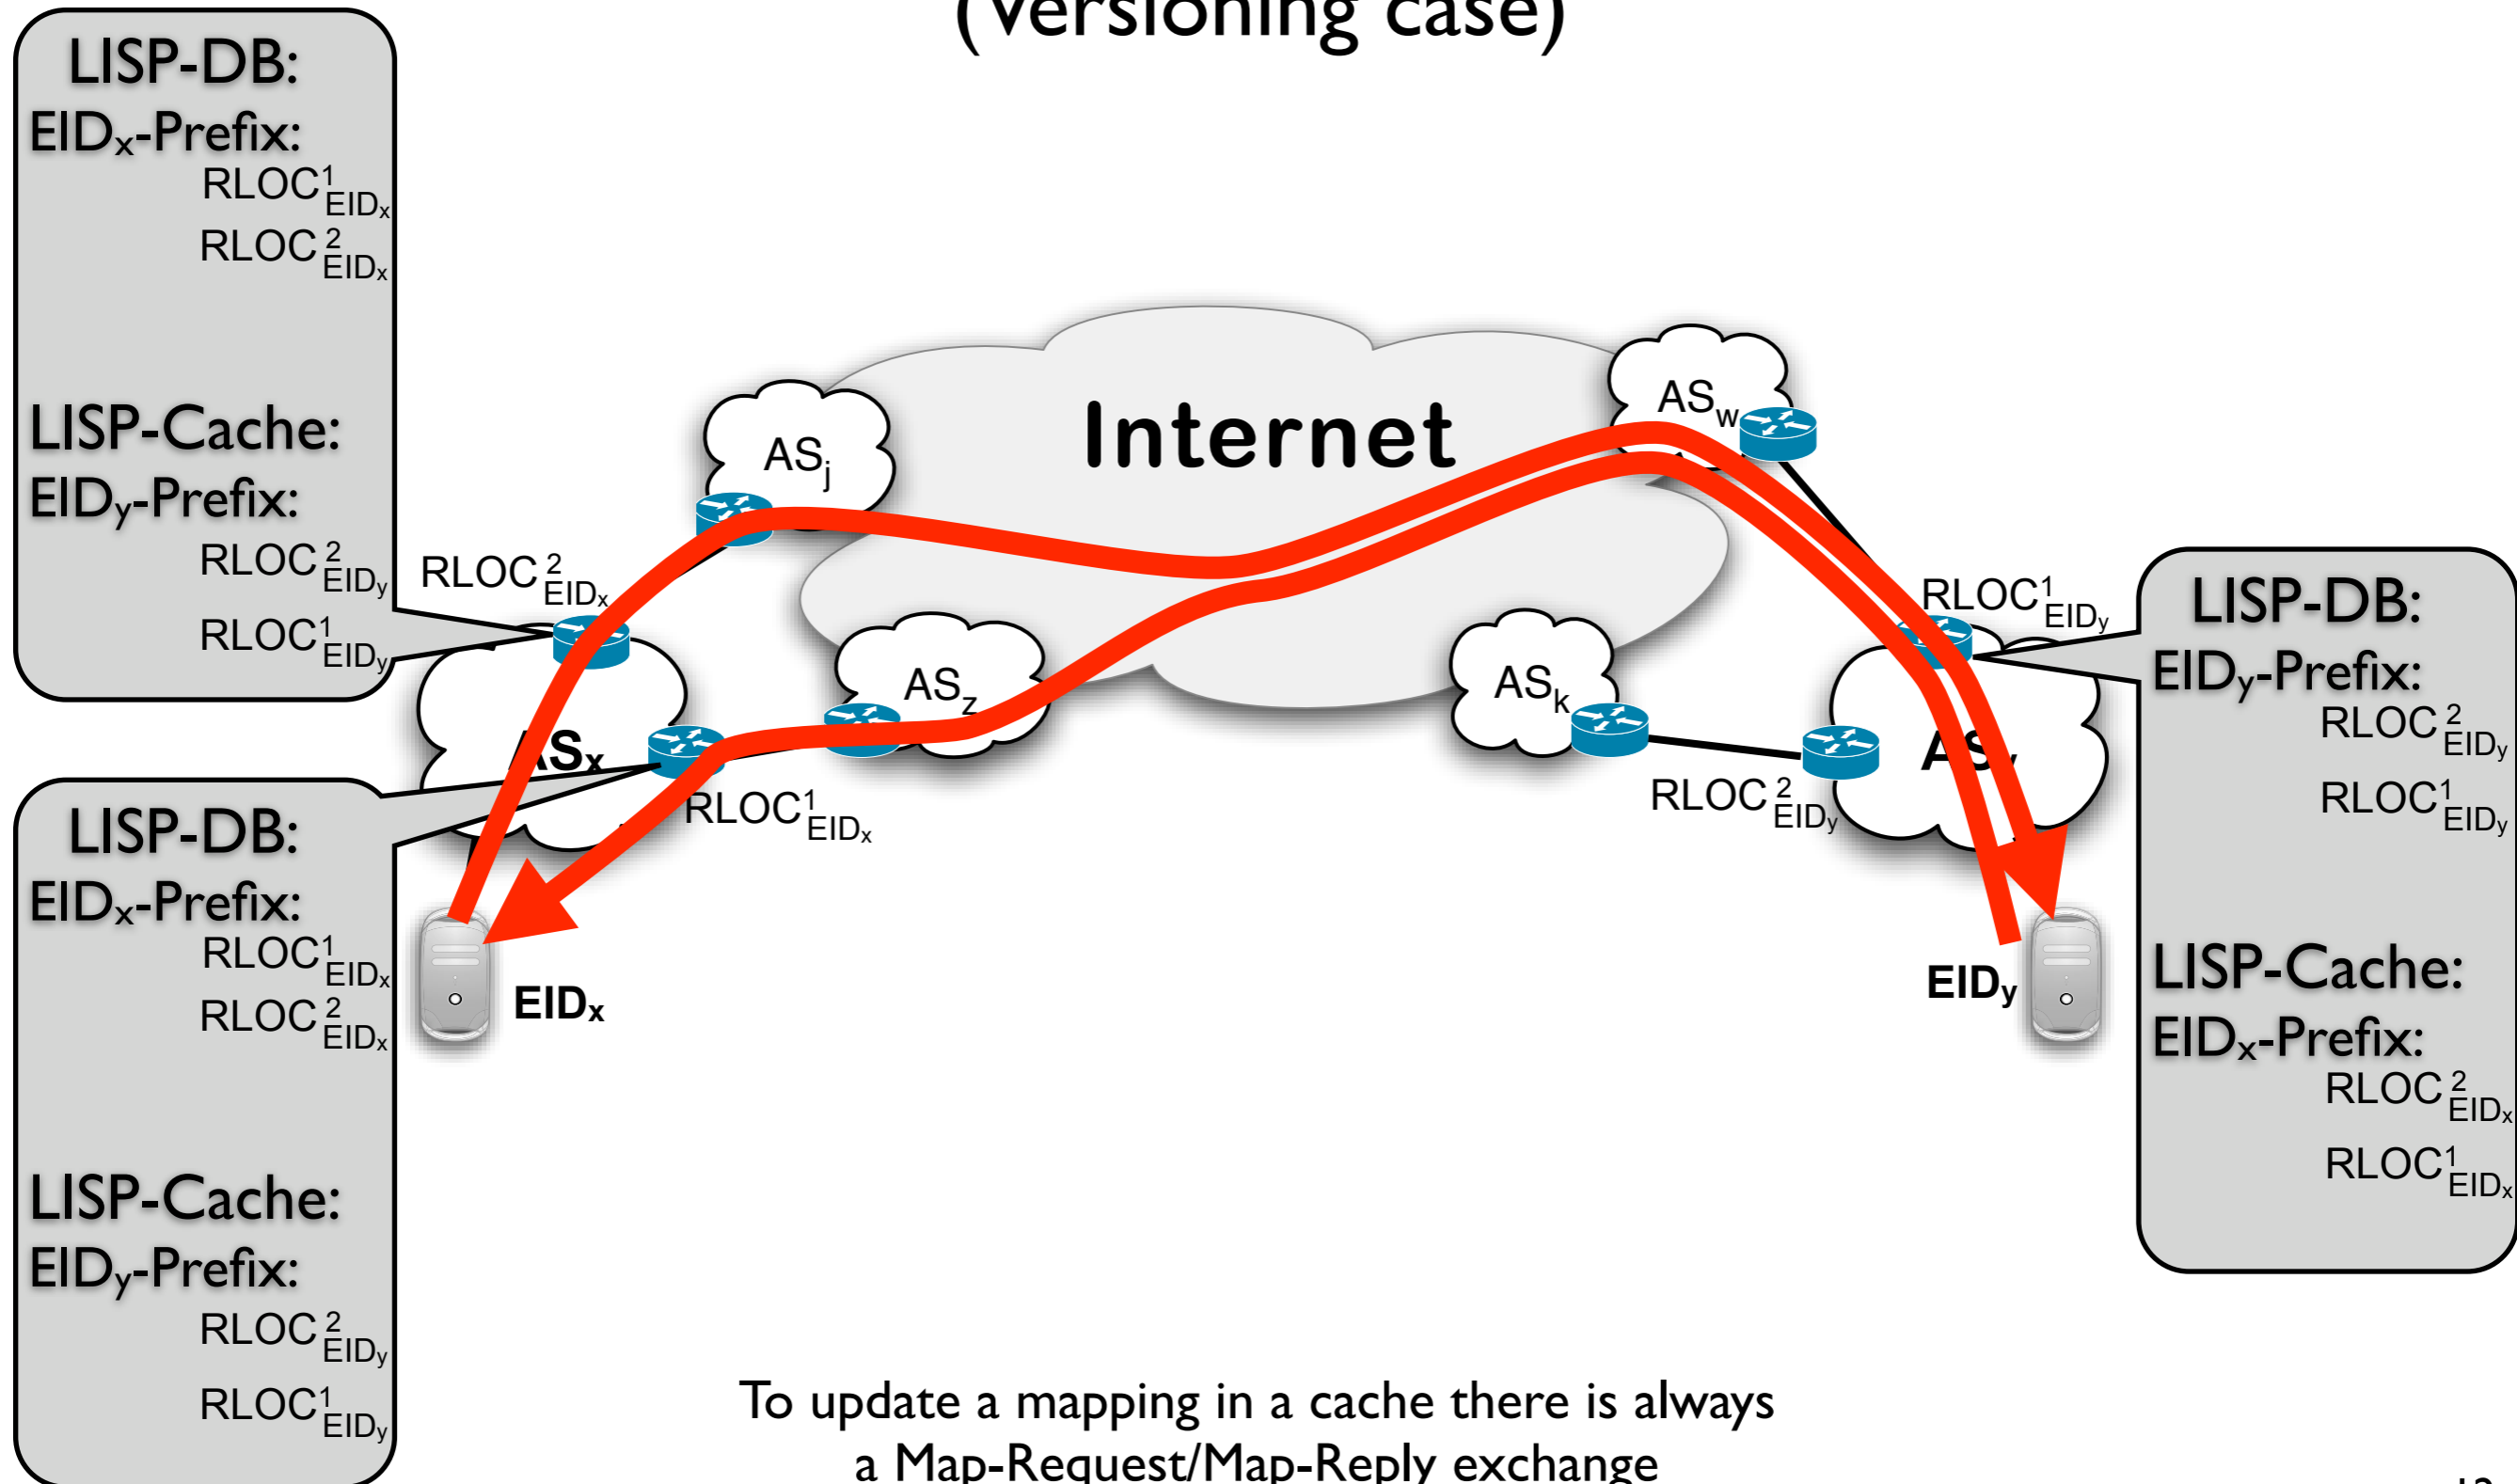 (Versioning case)
LISP-DB:
EIDx-Prefix:
RLOC¹EIDx
RLOC²EIDx
LISP-Cache:
EIDy-Prefix:
RLOC²EIDy
RLOC¹EIDy
LISP-DB:
EIDx-Prefix:
RLOC¹EIDx
RLOC²EIDx
LISP-Cache:
EIDy-Prefix:
RLOC²EIDy
RLOC¹EIDy
Internet
ASj
ASw
RLOC²EIDx
ASz
ASk
RLOC¹EIDy
ASx
RLOC¹EIDx
RLOC²EIDy
EIDx
EIDy
LISP-DB:
EIDy-Prefix:
RLOC²EIDy
RLOC¹EIDy
LISP-Cache:
EIDx-Prefix:
RLOC²EIDx
RLOC¹EIDx
To update a mapping in a cache there is always
a Map-Request/Map-Reply exchange